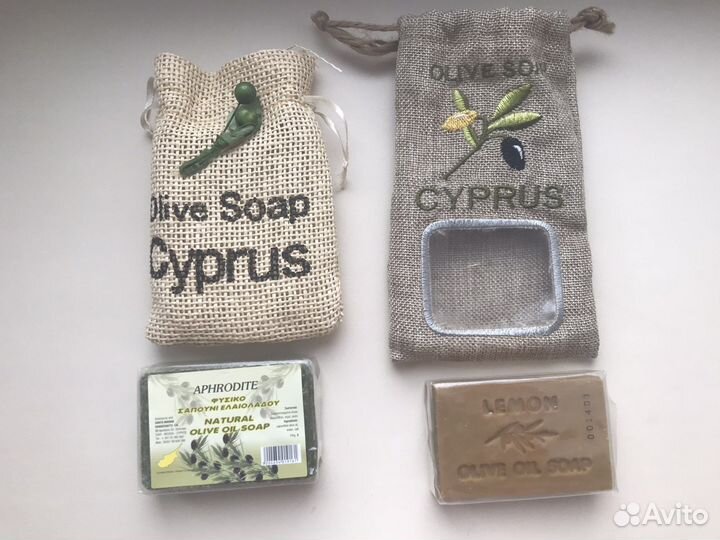 Olive Soap
Cyprus
OLIVE SOAP
CYPRUS
APHRODITE
ΦΥΣΙΚΟ
ΣΑΠΟΥΝΙ ΕΛΑΙΟΛΑΔΟΥ
NATURAL
OLIVE OIL SOAP
LEMON
OLIVE OIL SOAP
001403
Avito